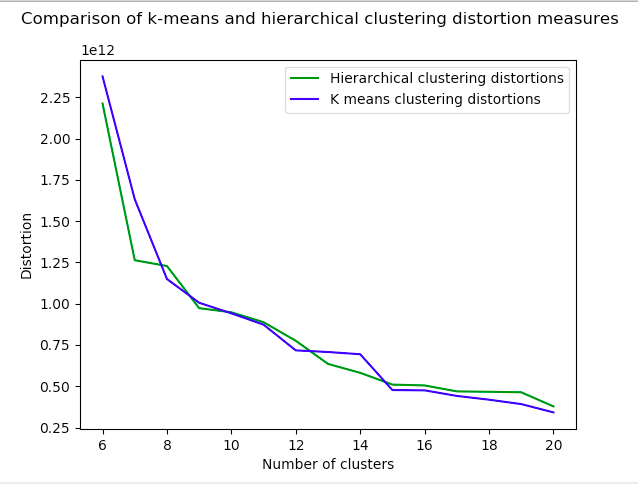 Comparison of k-means and hierarchical clustering distortion measures
1e12
Hierarchical clustering distortions
K means clustering distortions
2.25
2.00
1.75
1.50
1.25
1.00
0.75
0.50
0.25
Distortion
6 8 10 12 14 16 18 20
Number of clusters